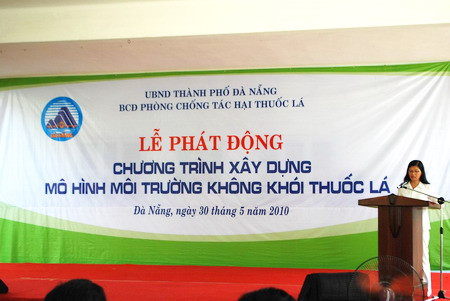 UBND THÀNH PHỐ ĐÀ NẴNG
BCĐ PHÒNG CHỐNG TÁC HẠI THUỐC LÁ
LỄ PHÁT ĐỘNG
CHƯƠNG TRÌNH XÂY DỰNG
MÔ HÌNH MÔI TRƯỜNG KHÔNG KHÓI THUỐC LÁ
Đà Nẵng, ngày 30 tháng 5 năm 2010